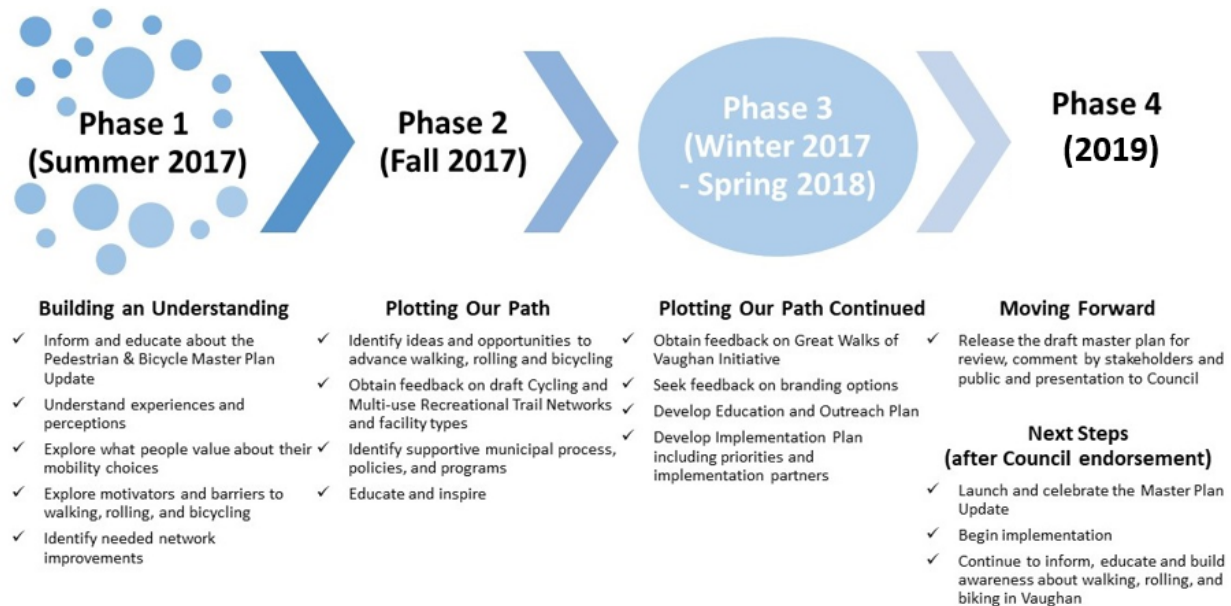 Phase 1
(Summer 2017)
Phase 2
(Fall 2017)
Phase 3
(Winter 2017
- Spring 2018)
Phase 4
(2019)
Building an Understanding
✓ Inform and educate about the
Pedestrian & Bicycle Master Plan
Update
✓ Understand experiences and
perceptions
✓ Explore what people value about their
mobility choices
✓ Explore motivators and barriers to
walking, rolling, and bicycling
✓ Identify needed network
improvements
Plotting Our Path
✓ Identify ideas and opportunities to
advance walking, rolling and bicycling
✓ Obtain feedback on draft Cycling and
Multi-use Recreational Trail Networks
and facility types
✓ Identify supportive municipal process,
policies, and programs
✓ Educate and inspire
Plotting Our Path Continued
✓ Obtain feedback on Great Walks of
Vaughan Initiative
✓ Seek feedback on branding options
✓ Develop Education and Outreach Plan
✓ Develop Implementation Plan
including priorities and
implementation partners
Moving Forward
✓ Release the draft master plan for
review, comment by stakeholders and
public and presentation to Council
Next Steps
(after Council endorsement)
✓ Launch and celebrate the Master Plan
Update
✓ Begin implementation
✓ Continue to inform, educate and build
awareness about walking, rolling, and
biking in Vaughan